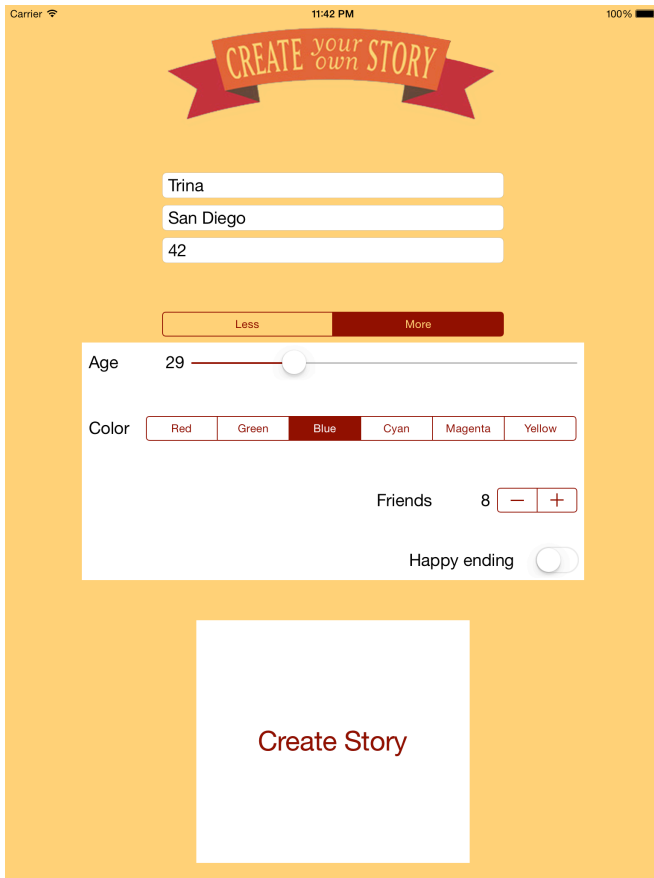 Carrier 11:42 PM 100%
CREATE your own STORY
Trina
San Diego
42
Less More
Age 29
Color Red Green Blue Cyan Magenta Yellow
Friends 8 − +
Happy ending
Create Story